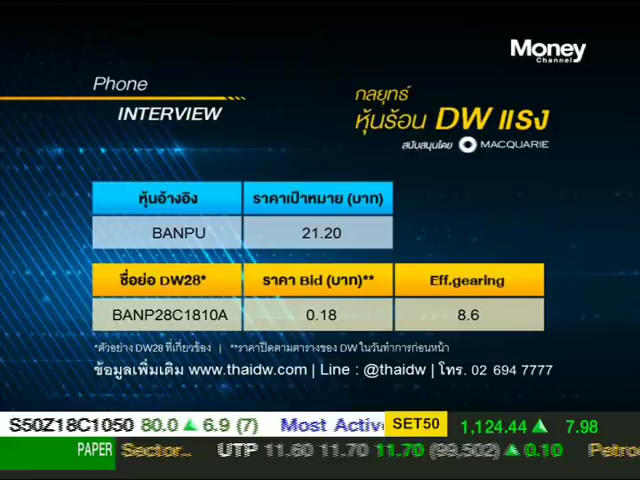 Money
Channel
Phone
INTERVIEW
กลยุทธ์
หุ้นร้อน DW แรง
สนับสนุนโดย MACQUARIE
หุ้นอ้างอิง ราคาเป้าหมาย (บาท)
BANPU 21.20
ชื่อย่อ DW28* ราคา Bid (บาท)** Eff.gearing
BANP28C1810A 0.18 8.6
*ตัวอย่าง DW28 ที่เกี่ยวข้อง | **ราคาปิดตามตารางของ DW ในวันทำการก่อนหน้า
ข้อมูลเพิ่มเติม www.thaidw.com | Line : @thaidw | โทร. 02 694 7777
S50Z18C1050 80.0 ▲ 6.9 (7) Most Activ SET50 1,124.44 ▲ 7.98
PAPER Sector... UTP 11.60 11.70 11.70 (99,502) ▲ 0.10 Petro